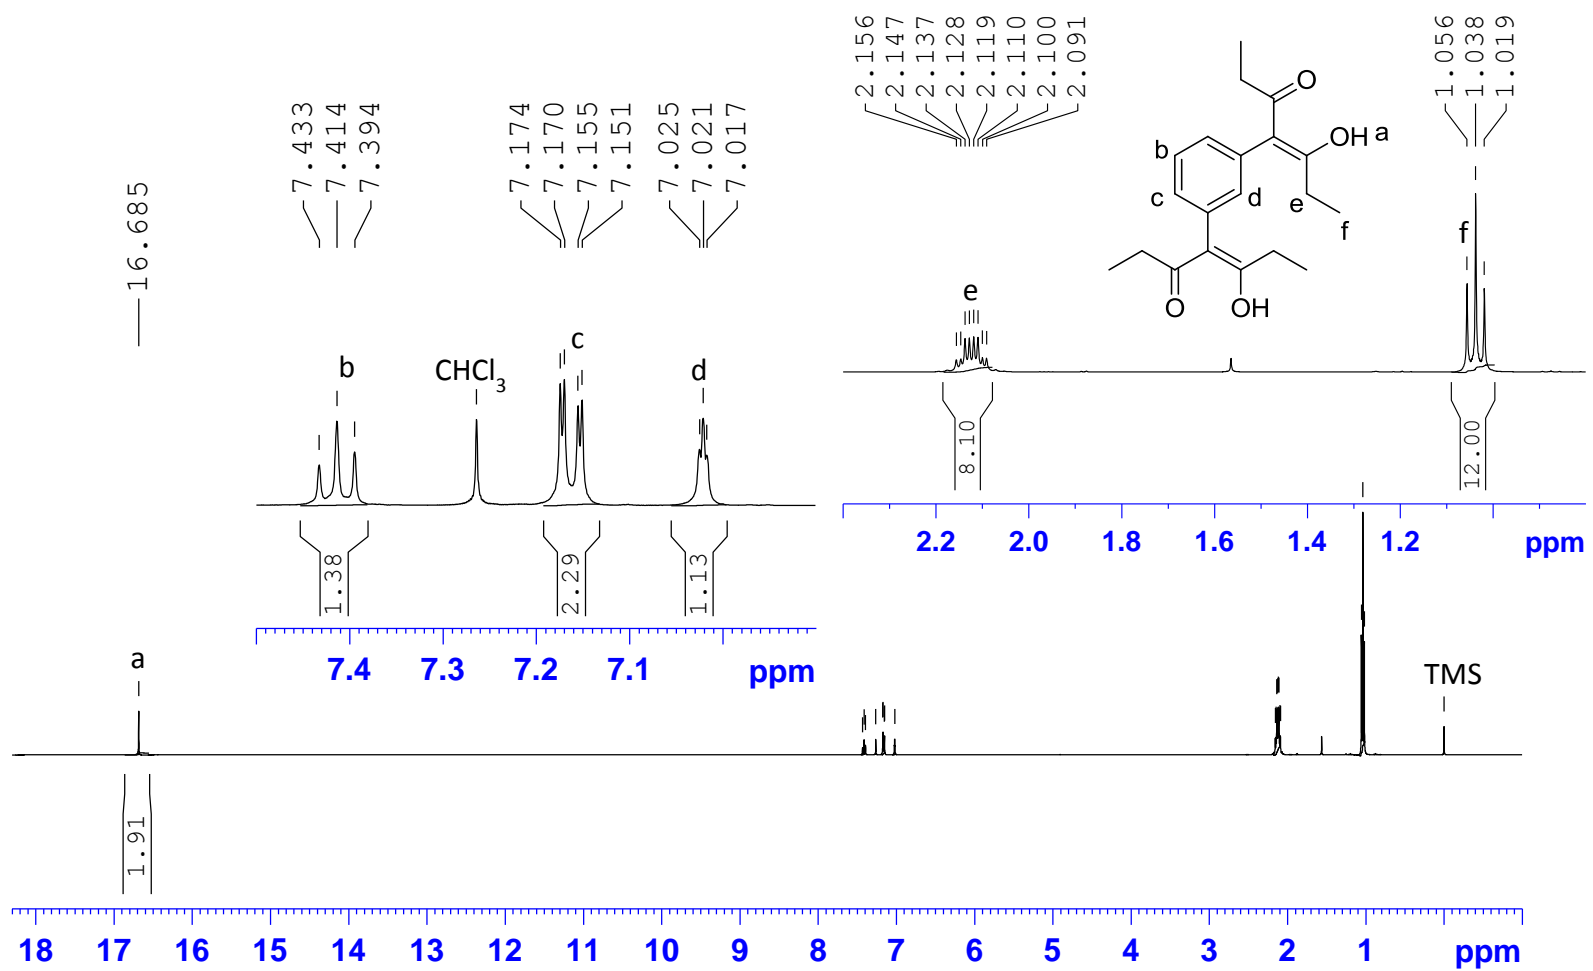 16.685
7.433
7.414
7.394
7.174
7.170
7.155
7.151
7.025
7.021
7.017
2.156
2.147
2.137
2.128
2.119
2.110
2.100
2.091
1.056
1.038
1.019
O
OH a
b
c
d
e
f
O
OH
b
CHCl3
c
d
e
f
1.38
2.29
1.13
8.10
12.00
7.4 7.3 7.2 7.1 ppm
2.2 2.0 1.8 1.6 1.4 1.2 ppm
a
TMS
1.91
18 17 16 15 14 13 12 11 10 9 8 7 6 5 4 3 2 1 ppm